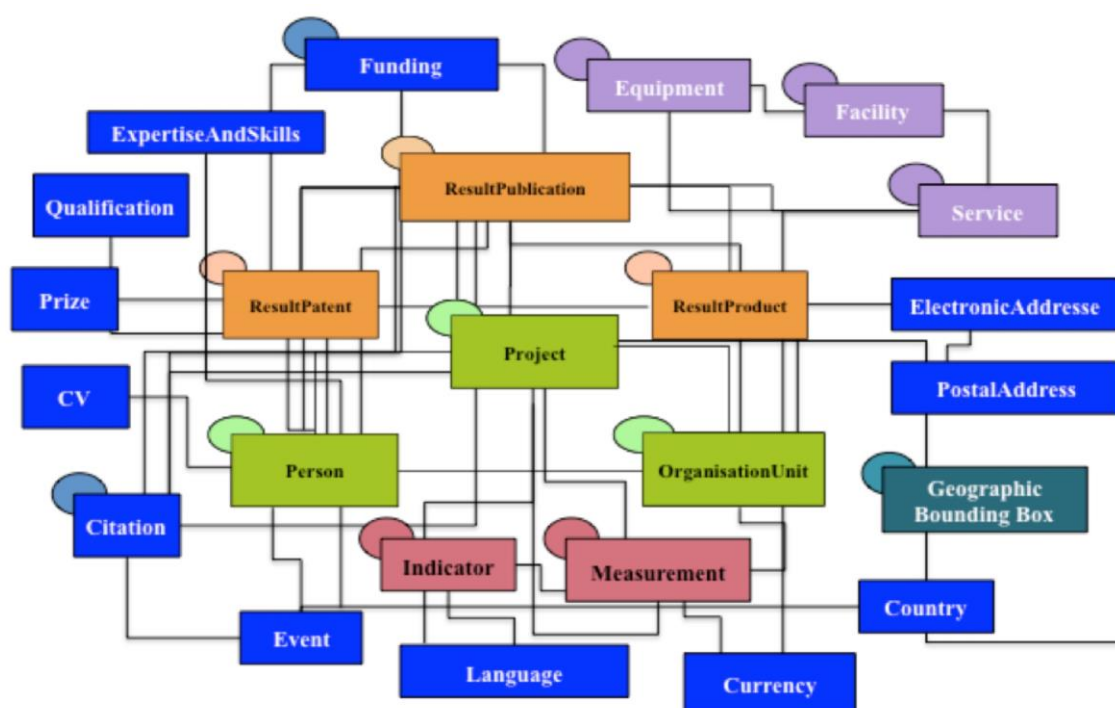 Funding
Equipment
Facility
ExpertiseAndSkills
ResultPublication
Qualification
Service
Prize
ResultPatent
ResultProduct
ElectronicAddresse
Project
CV
PostalAddress
Person
OrganisationUnit
Geographic
Bounding Box
Citation
Indicator
Measurement
Country
Event
Language
Currency